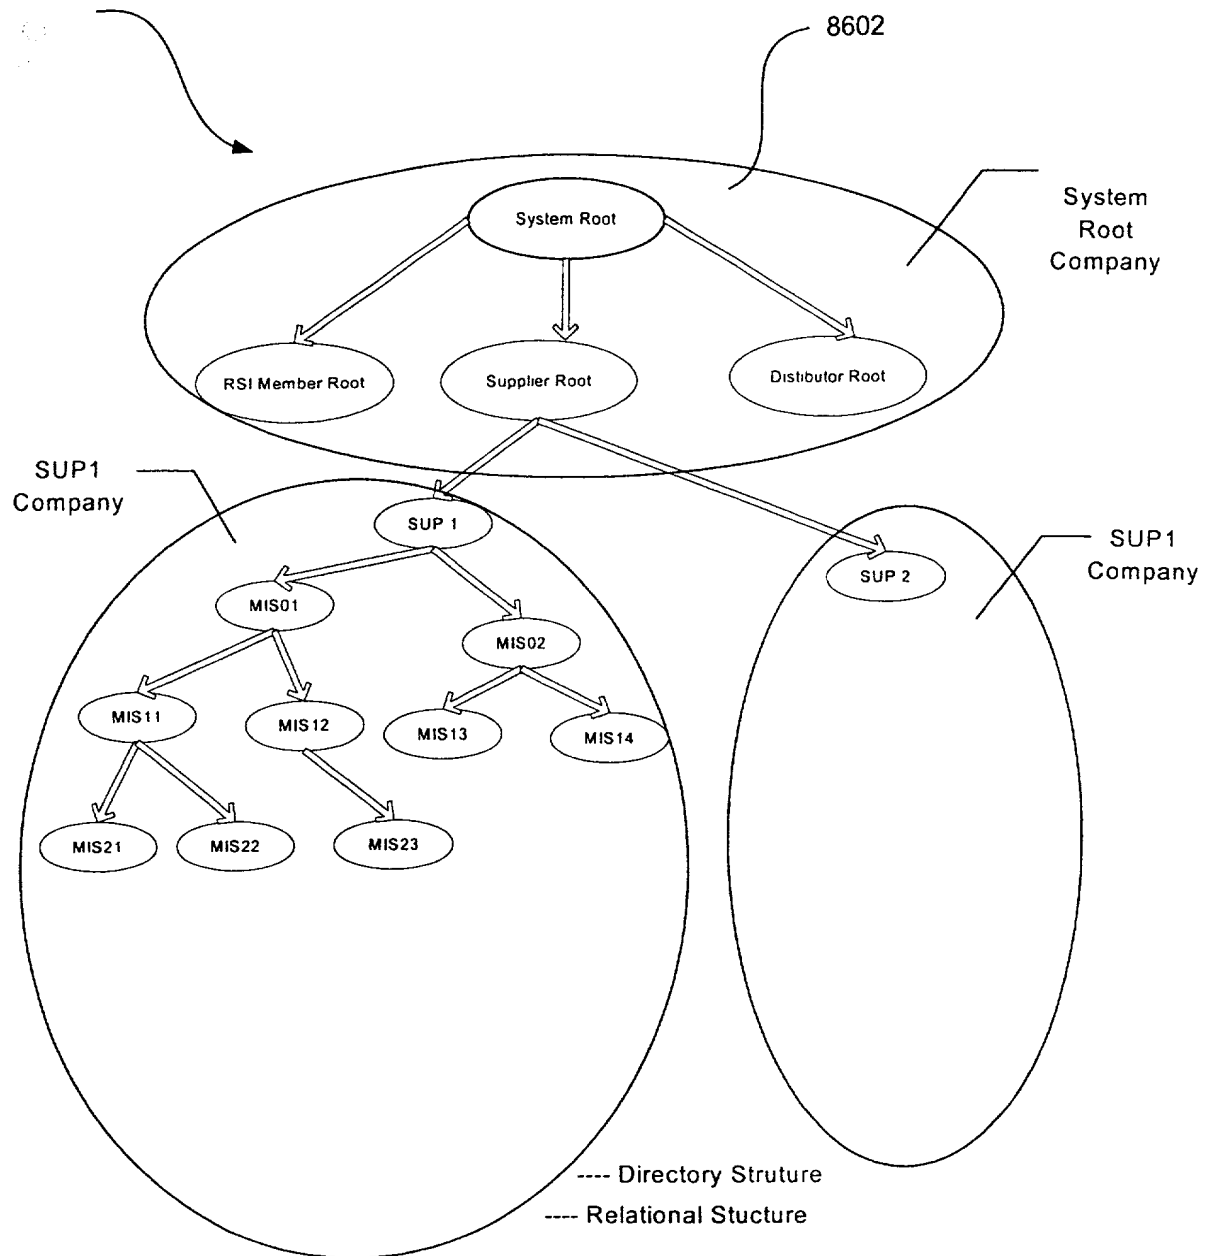 8602
System Root
System
Root
Company
RSI Member Root
Supplier Root
Distibutor Root
SUP1
Company
SUP 1
SUP1
Company
SUP 2
MIS01
MIS02
MIS11
MIS12
MIS13
MIS14
MIS21
MIS22
MIS23
---- Directory Struture
---- Relational Stucture